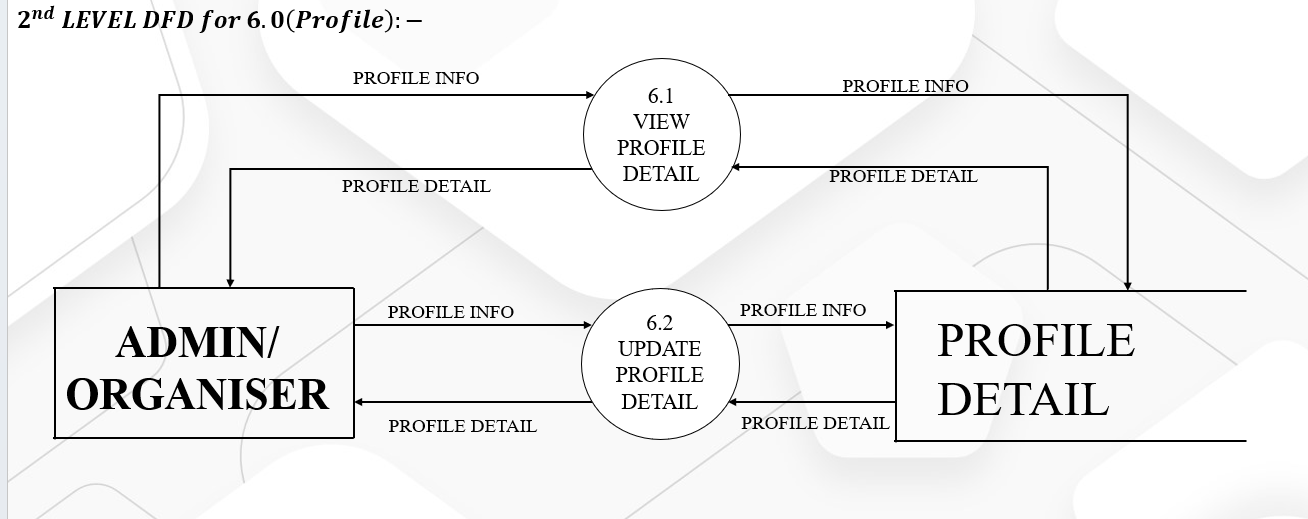 2nd LEVEL DFD for 6.0(Profile): −
PROFILE INFO
PROFILE INFO
6.1
VIEW
PROFILE
DETAIL
PROFILE DETAIL
PROFILE DETAIL
PROFILE INFO
PROFILE INFO
ADMIN/
ORGANISER
6.2
UPDATE
PROFILE
DETAIL
PROFILE
DETAIL
PROFILE DETAIL
PROFILE DETAIL